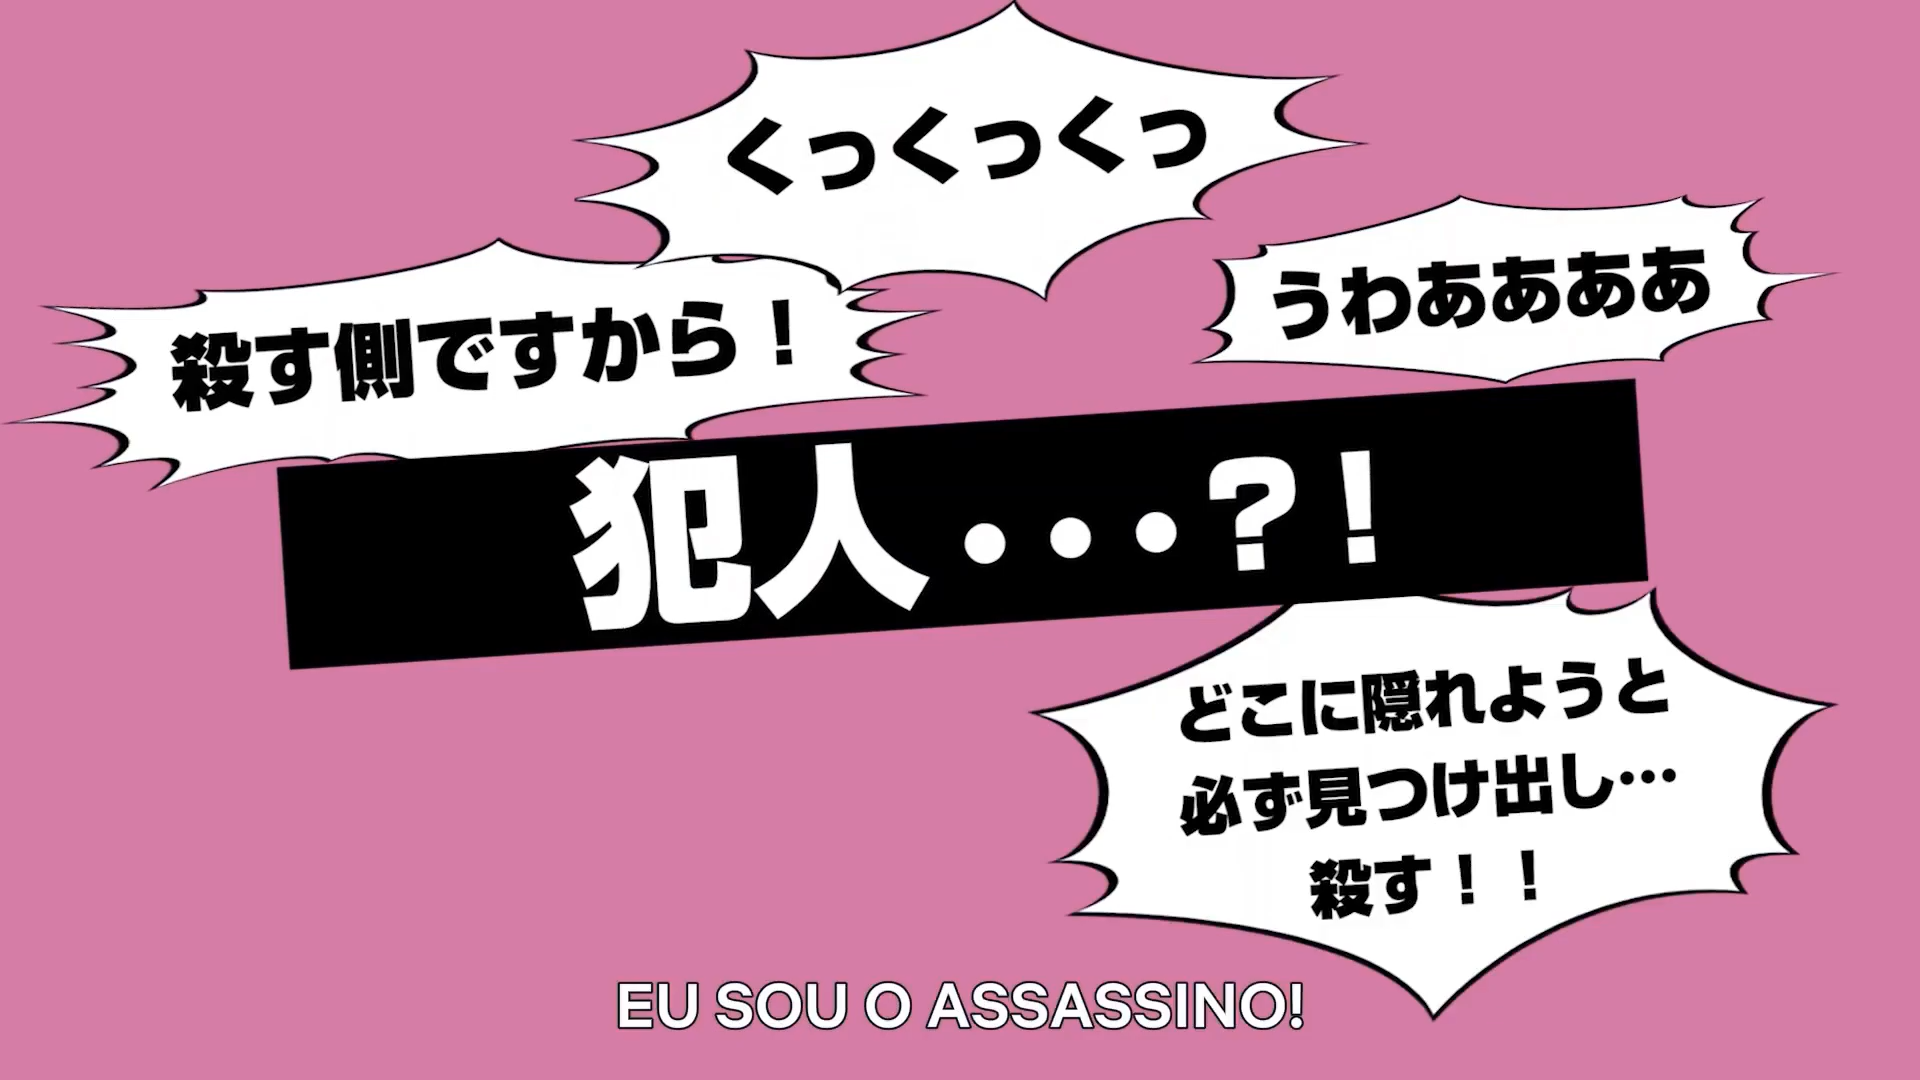 くっくっくっ
うわああああ
殺す側ですから！
犯人・・・？！
どこに隠れようと
必ず見つけ出し…
殺す！！
EU SOU O ASSASSINO!